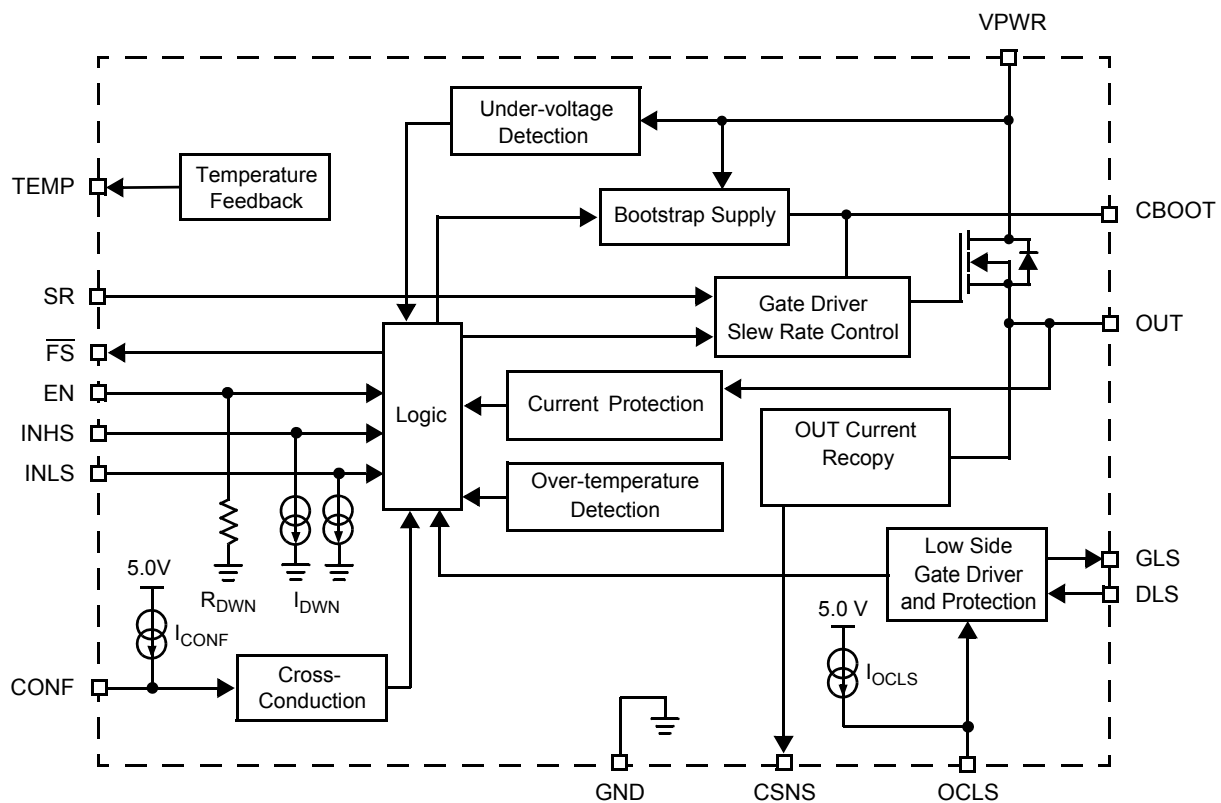 VPWR
Under-voltage
Detection
TEMP
Temperature
Feedback
Bootstrap Supply
CBOOT
SR
Gate Driver
Slew Rate Control
OUT
FS
EN
Logic
Current Protection
INHS
OUT Current
Recopy
INLS
Over-temperature
Detection
Low Side
Gate Driver
and Protection
GLS
DLS
5.0V
RDWN
IDWN
5.0 V
ICONF
IOCLS
CONF
Cross-
Conduction
GND
CSNS
OCLS